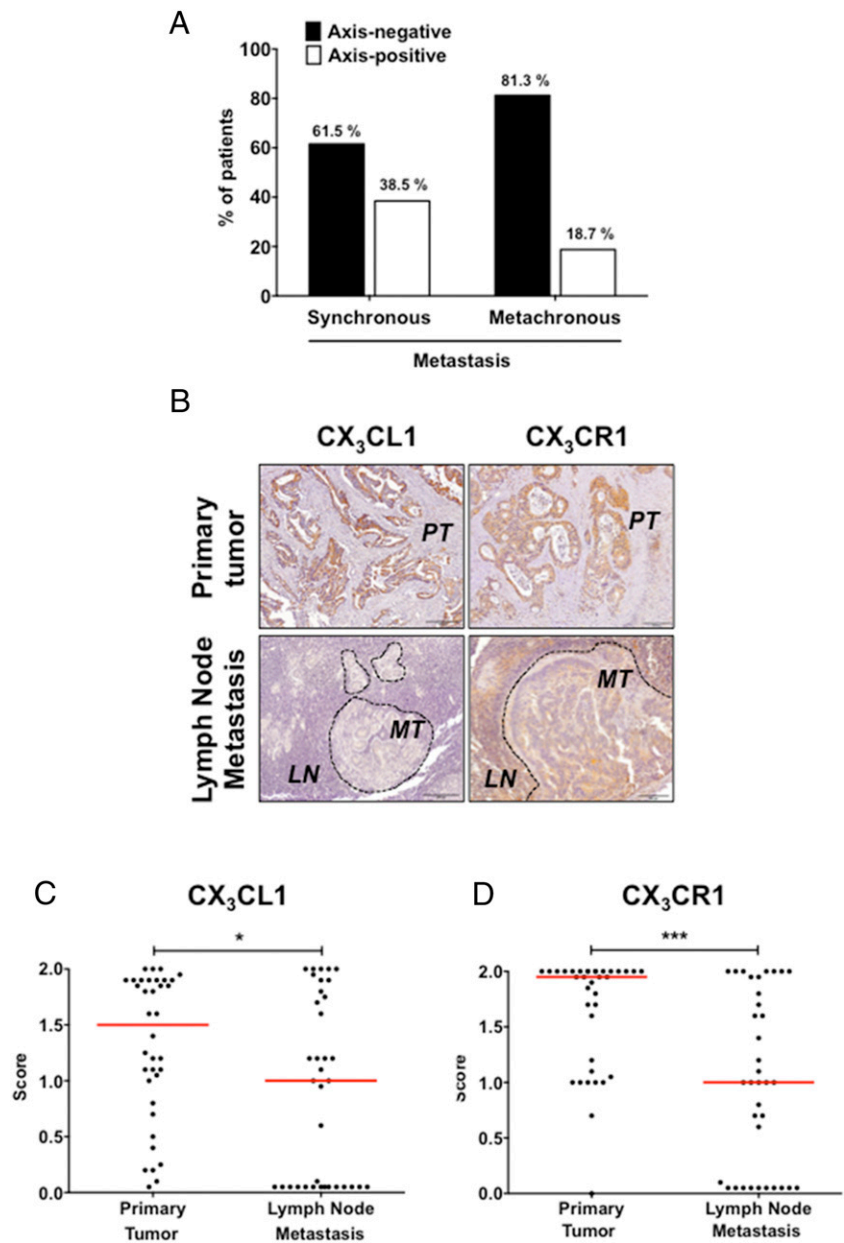 A
Axis-negative
Axis-positive
100
80
60
40
20
0
% of patients
61.5 %
38.5 %
81.3 %
18.7 %
Synchronous
Metachronous
Metastasis
B
CX₃CL1
CX₃CR1
Primary
tumor
PT
PT
Lymph Node
Metastasis
LN
MT
LN
MT
C
CX₃CL1
*
2.0
1.5
1.0
0.5
0.0
Score
Primary
Tumor
Lymph Node
Metastasis
D
CX₃CR1
***
2.0
1.5
1.0
0.5
0.0
Score
Primary
Tumor
Lymph Node
Metastasis